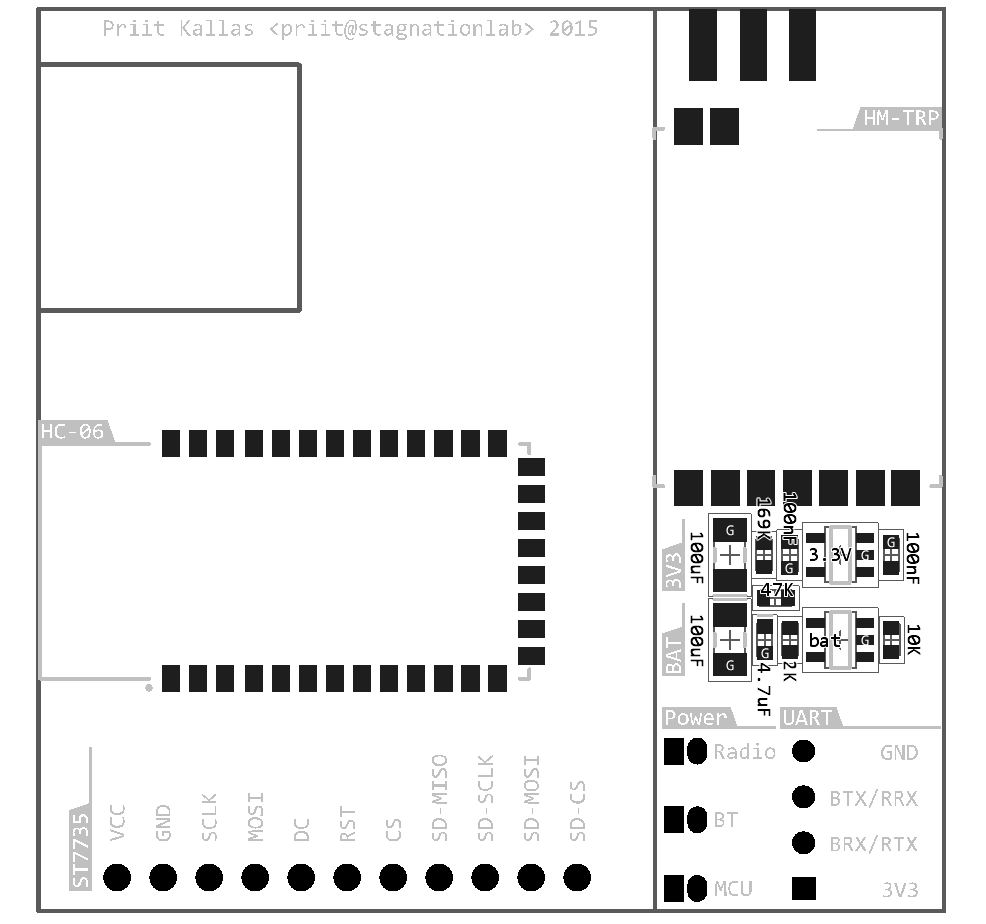 Priit Kallas <priit@stagnationlab> 2015
HM-TRP
HC-06
169K
100nF
G
100uF
3V3
G
3.3V
G
G
100nF
47K
100uF
BAT
G
G
4.7uF
2K
bat
G
10K
Power
UART
Radio
GND
BTX/RRX
BT
BRX/RTX
MCU
3V3
ST7735
VCC
GND
SCLK
MOSI
DC
RST
CS
SD-MISO
SD-SCLK
SD-MOSI
SD-CS